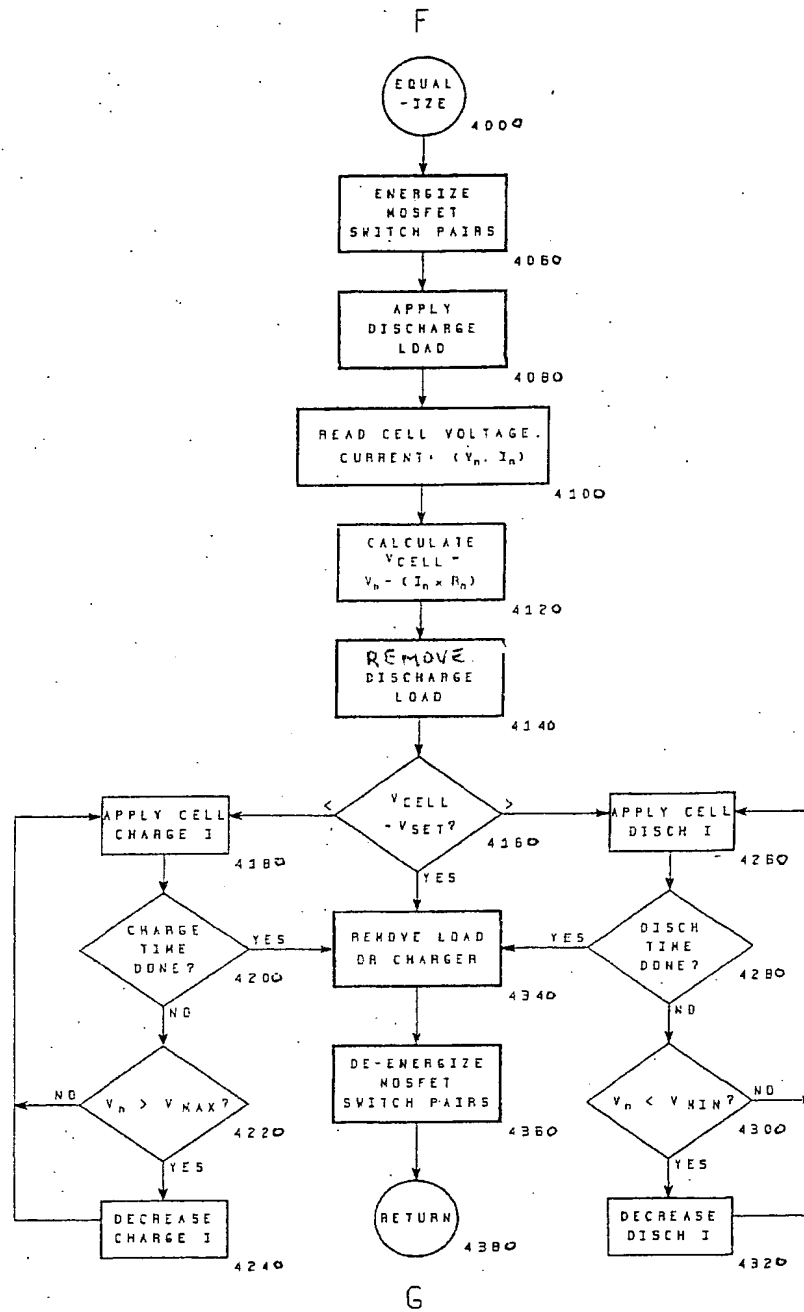 F
EQUAL
-IZE
4000
ENERGIZE
MOSFET
SWITCH PAIRS
4060
APPLY
DISCHARGE
LOAD
4080
READ CELL VOLTAGE,
CURRENT: (Vn, In)
4100
CALCULATE
VCELL =
Vn - (In × Rn)
4120
REMOVE
DISCHARGE
LOAD
4140
<
VCELL
= VSET?
>
4160
YES
APPLY CELL
CHARGE I
4180
APPLY CELL
DISCH I
4260
CHARGE
TIME
DONE?
YES
4200
NO
REMOVE LOAD
OR CHARGER
4340
DISCH
TIME
DONE?
YES
4280
NO
NO
Vn > VMAX?
4220
YES
DE-ENERGIZE
MOSFET
SWITCH PAIRS
4360
Vn < VMIN?
NO
4300
YES
DECREASE
CHARGE I
4240
RETURN
4380
DECREASE
DISCH I
4320
G